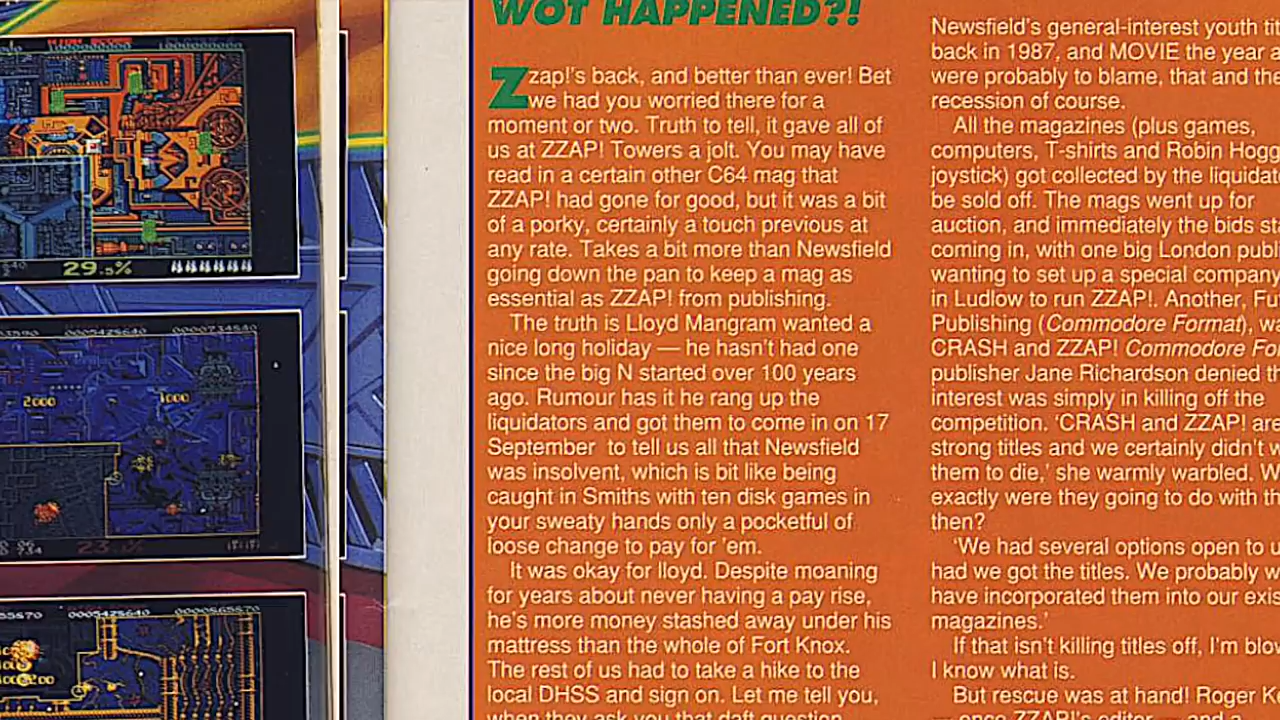 WOT HAPPENED?!
Zzap!'s back, and better than ever! Bet
we had you worried there for a
moment or two. Truth to tell, it gave all of
us at ZZAP! Towers a jolt. You may have
read in a certain other C64 mag that
ZZAP! had gone for good, but it was a bit
of a porky, certainly a touch previous at
any rate. Takes a bit more than Newsfield
going down the pan to keep a mag as
essential as ZZAP! from publishing.
The truth is Lloyd Mangram wanted a
nice long holiday — he hasn't had one
since the big N started over 100 years
ago. Rumour has it he rang up the
liquidators and got them to come in on 17
September to tell us all that Newsfield
was insolvent, which is bit like being
caught in Smiths with ten disk games in
your sweaty hands only a pocketful of
loose change to pay for 'em.
It was okay for lloyd. Despite moaning
for years about never having a pay rise,
he's more money stashed away under his
mattress than the whole of Fort Knox.
The rest of us had to take a hike to the
local DHSS and sign on. Let me tell you,
when they ask you that daft question
Newsfield's general-interest youth tit
back in 1987, and MOVIE the year a
were probably to blame, that and the
recession of course.
All the magazines (plus games,
computers, T-shirts and Robin Hogg
joystick) got collected by the liquidat
be sold off. The mags went up for
auction, and immediately the bids st
coming in, with one big London publ
wanting to set up a special company
in Ludlow to run ZZAP!. Another, Fu
Publishing (Commodore Format), wa
CRASH and ZZAP! Commodore For
publisher Jane Richardson denied th
interest was simply in killing off the
competition. 'CRASH and ZZAP! are
strong titles and we certainly didn't w
them to die,' she warmly warbled. W
exactly were they going to do with th
then?
'We had several options open to u
had we got the titles. We probably w
have incorporated them into our exis
magazines.'
If that isn't killing titles off, I'm blow
I know what is.
But rescue was at hand! Roger K
— once ZZAP!'s editor — and
29.5%
0005428640 0000734840
2000 1000
0005428640 0000565870